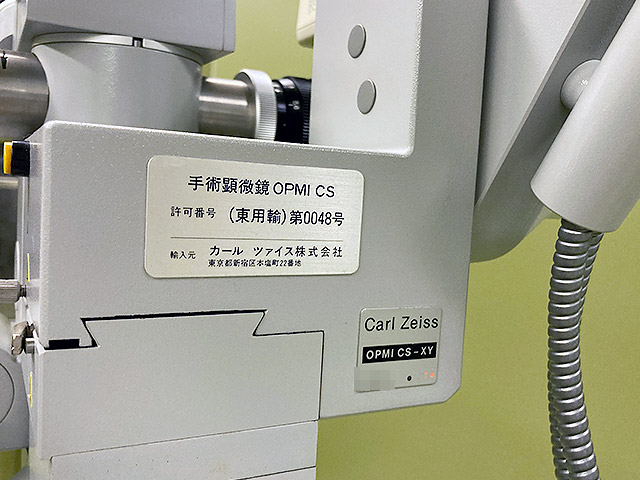 手術顕微鏡 OPMI CS
許可番号 (東用輸)第0048号
輸入元 カール ツァイス株式会社
東京都新宿区本塩町22番地
Carl Zeiss
OPMI CS-XY